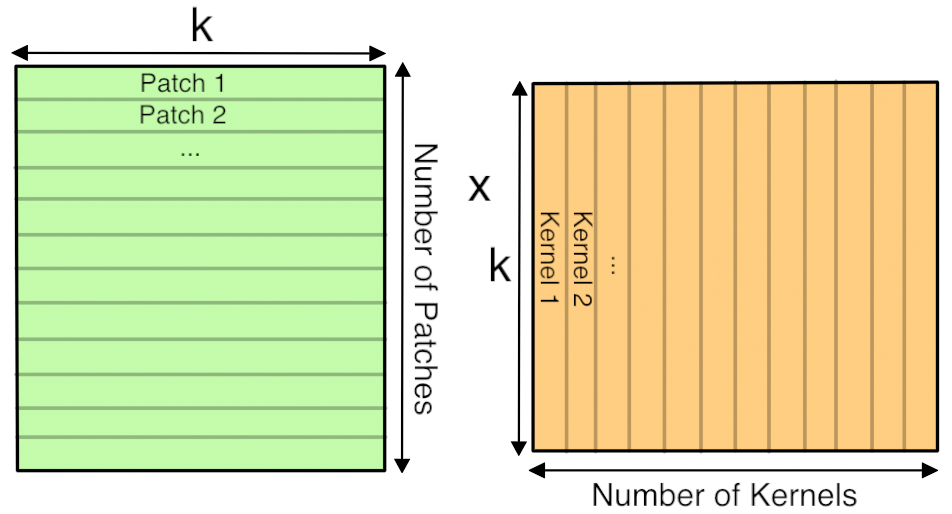 k
Patch 1
Patch 2
...
Number of Patches
x
k
Kernel 1
Kernel 2
...
Number of Kernels